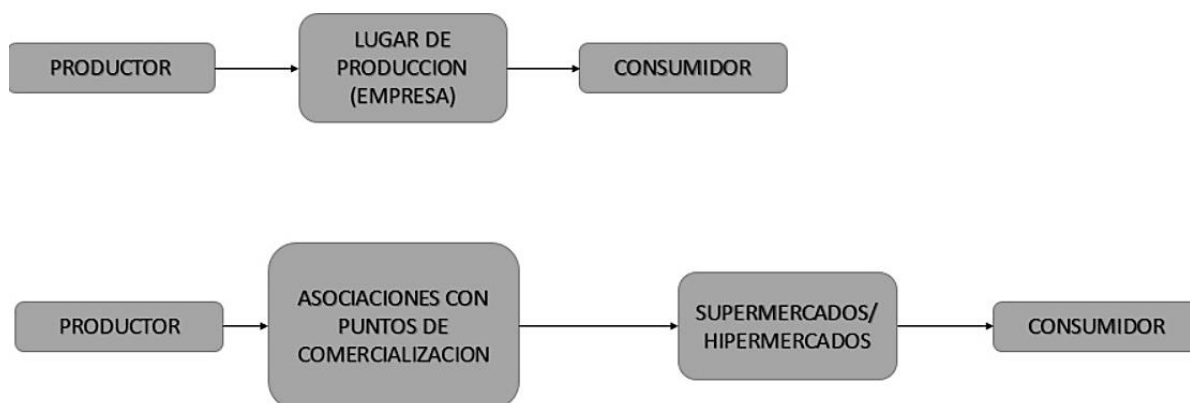 PRODUCTOR
LUGAR DE
PRODUCCION
(EMPRESA)
CONSUMIDOR
PRODUCTOR
ASOCIACIONES CON
PUNTOS DE
COMERCIALIZACION
SUPERMERCADOS/
HIPERMERCADOS
CONSUMIDOR